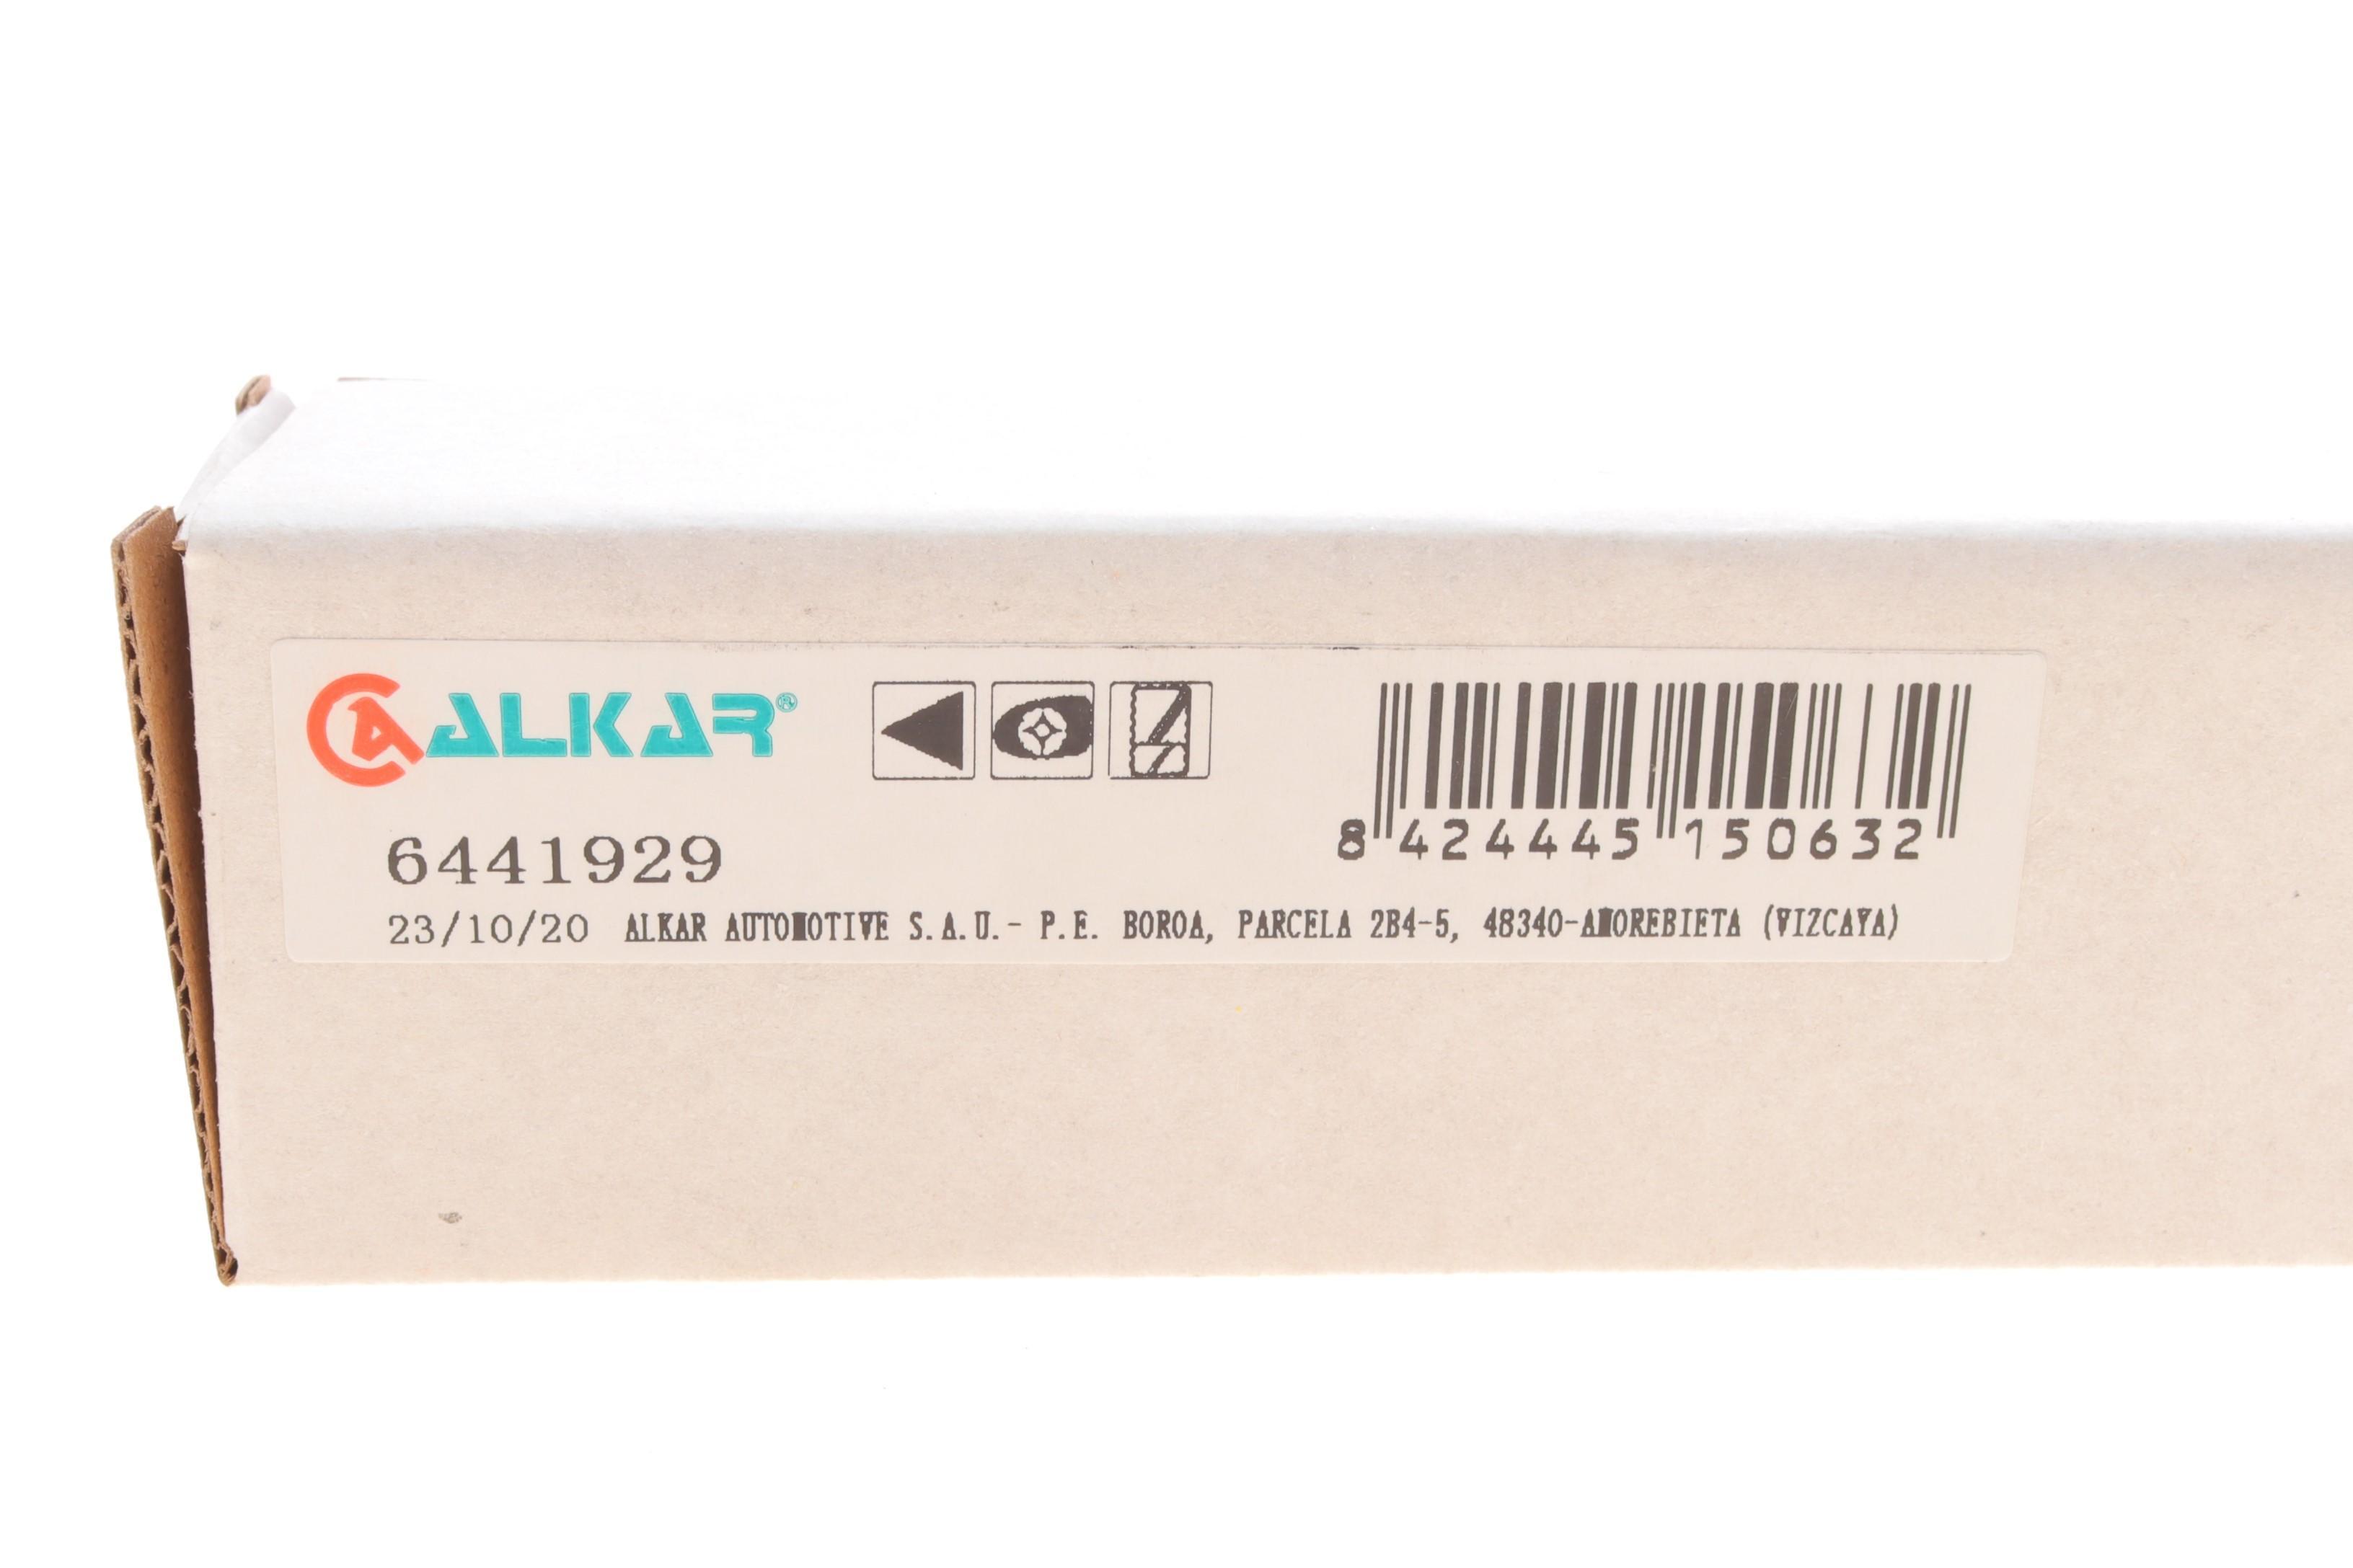 ALKAR®
6441929
8 424445 150632
23/10/20 ALKAR AUTOMOTIVE S.A.U.- P.E. BOROA, PARCELA 2B4-5, 48340-AMOREBIETA (VIZCAYA)